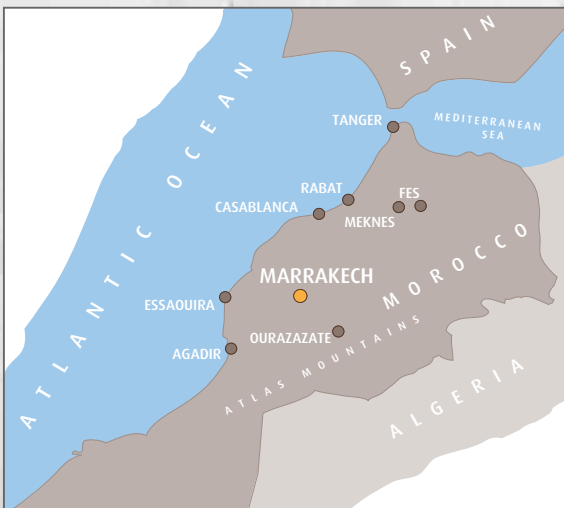 SPAIN
ATLANTIC OCEAN
MEDITERRANEAN
SEA
TANGER
RABAT
FES
CASABLANCA
MEKNES
MOROCCO
MARRAKECH
ESSAOUIRA
OURAZAZATE
ATLAS MOUNTAINS
AGADIR
ALGERIA